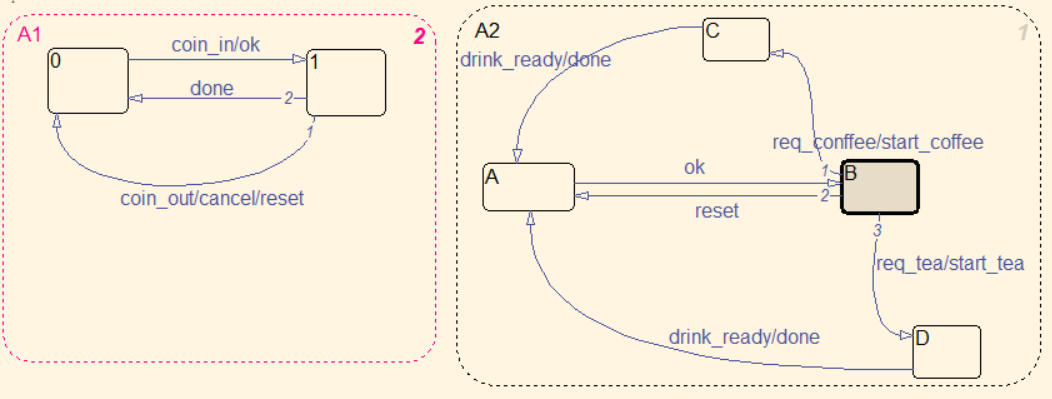 A1
2
0
coin_in/ok
1
done
2
1
coin_out/cancel/reset
A2
1
C
drink_ready/done
req_conffee/start_coffee
A
ok
1
B
2
reset
3
req_tea/start_tea
drink_ready/done
D